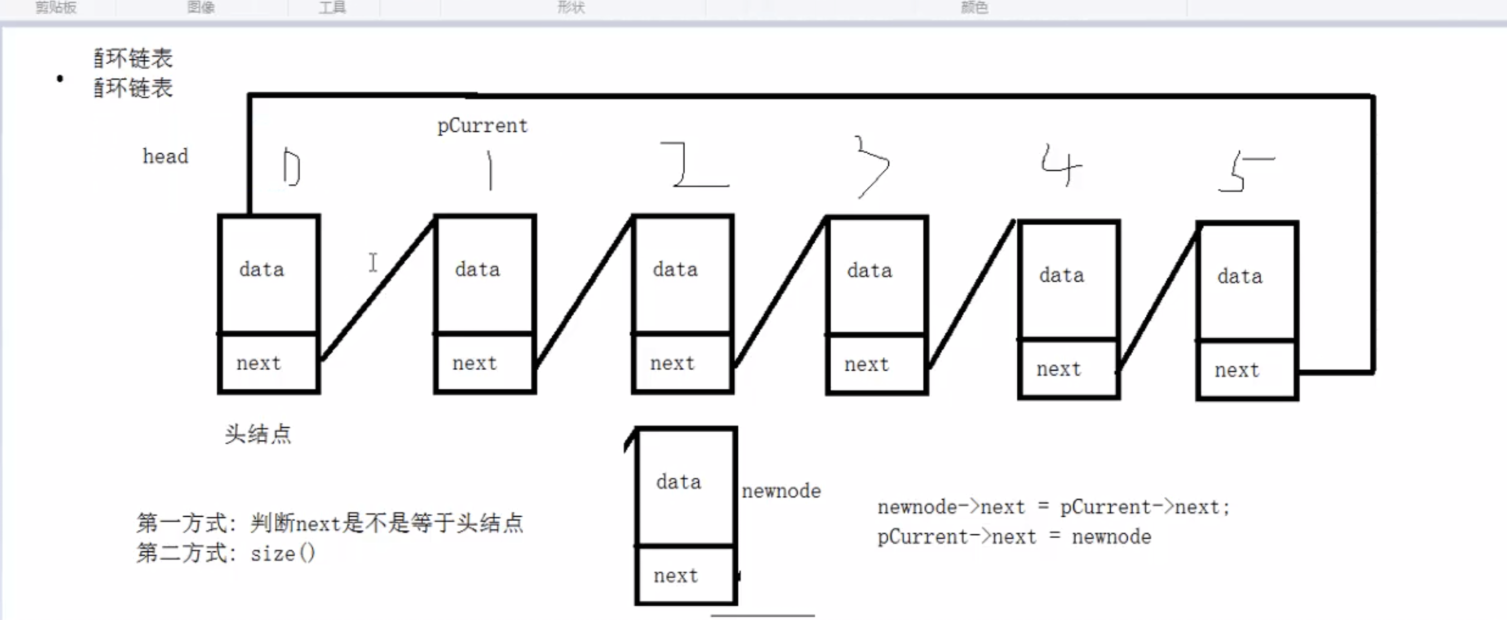 剪贴板 图像 工具 形状 颜色
循环链表
循环链表
pCurrent
head 0 1 2 3 4 5
data data data data data data
next next next next next next
头结点
data
newnode
next
第一方式: 判断next是不是等于头结点
第二方式: size()
newnode->next = pCurrent->next;
pCurrent->next = newnode